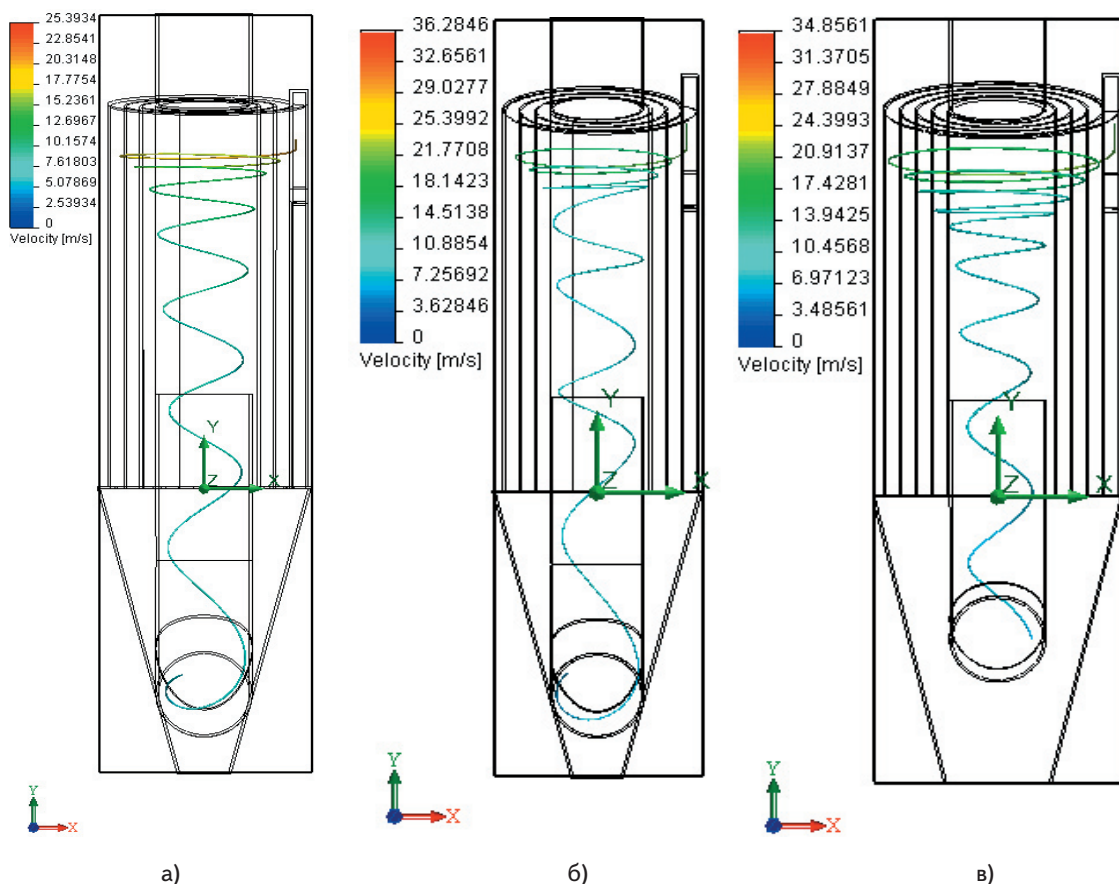 25.3934
22.8541
20.3148
17.7754
15.2361
12.6967
10.1574
7.61803
5.07869
2.53934
0
Velocity [m/s]
Y
Z
X
Y
X
а)
36.2846
32.6561
29.0277
25.3992
21.7708
18.1423
14.5138
10.8854
7.25692
3.62846
0
Velocity [m/s]
Y
Z
X
Y
X
б)
34.8561
31.3705
27.8849
24.3993
20.9137
17.4281
13.9425
10.4568
6.97123
3.48561
0
Velocity [m/s]
Y
Z
X
Y
X
в)